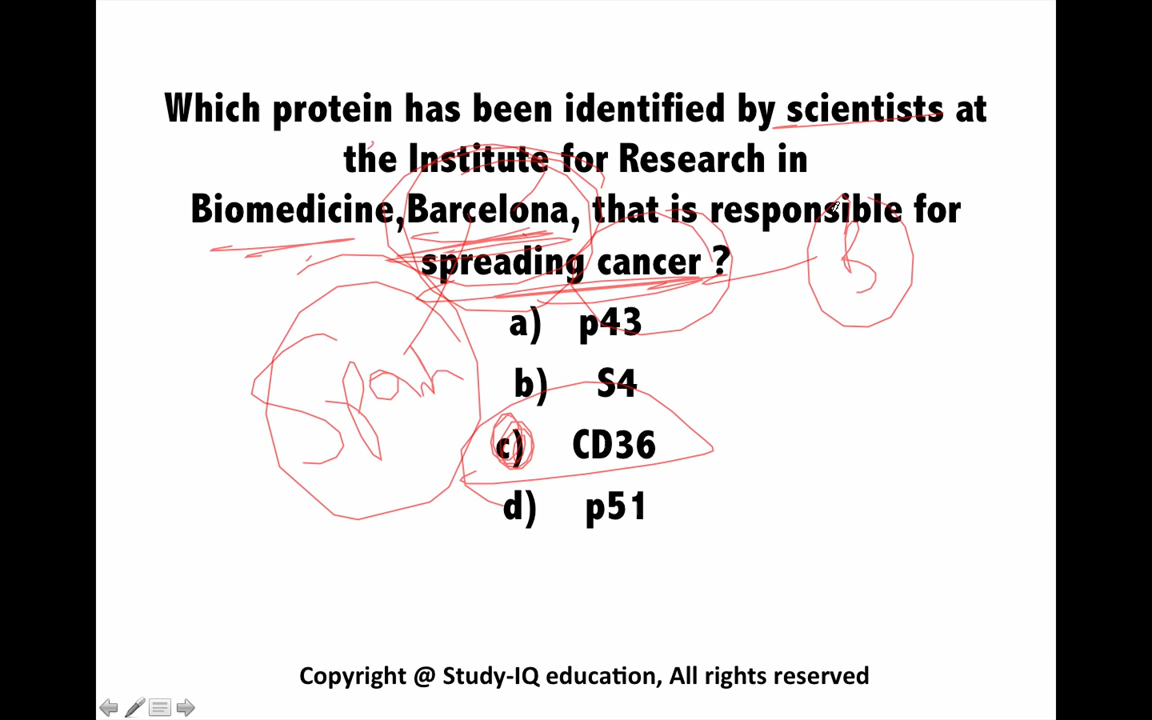 Which protein has been identified by scientists at
the Institute for Research in
Biomedicine,Barcelona, that is responsible for
spreading cancer ?
a) p43
b) S4
c) CD36
d) p51
Spain
Copyright @ Study-IQ education, All rights reserved